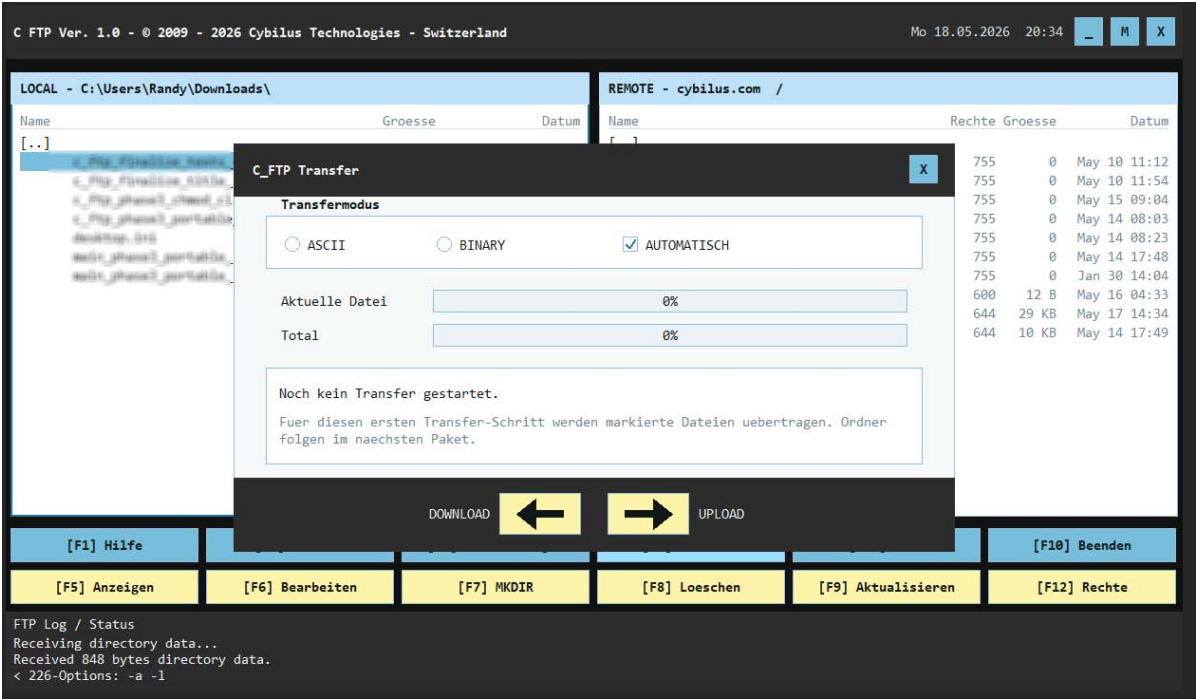 C FTP Ver. 1.0 - © 2009 - 2026 Cybilus Technologies - Switzerland
Mo 18.05.2026 20:34 _ M X
LOCAL - C:\Users\Randy\Downloads\
Name Groesse Datum
[..]
REMOTE - cybilus.com /
Name Rechte Groesse Datum
755 0 May 10 11:12
755 0 May 10 11:54
755 0 May 15 09:04
755 0 May 14 08:03
755 0 May 14 08:23
755 0 May 14 17:48
755 0 Jan 30 14:04
600 12 B May 16 04:33
644 29 KB May 17 14:34
644 10 KB May 14 17:49
C_FTP Transfer X
Transfermodus
ASCII BINARY AUTOMATISCH
Aktuelle Datei 0%
Total 0%
Noch kein Transfer gestartet.
Fuer diesen ersten Transfer-Schritt werden markierte Dateien uebertragen. Ordner
folgen im naechsten Paket.
DOWNLOAD UPLOAD
[F1] Hilfe [F10] Beenden
[F5] Anzeigen [F6] Bearbeiten [F7] MKDIR [F8] Loeschen [F9] Aktualisieren [F12] Rechte
FTP Log / Status
Receiving directory data...
Received 848 bytes directory data.
< 226-Options: -a -l